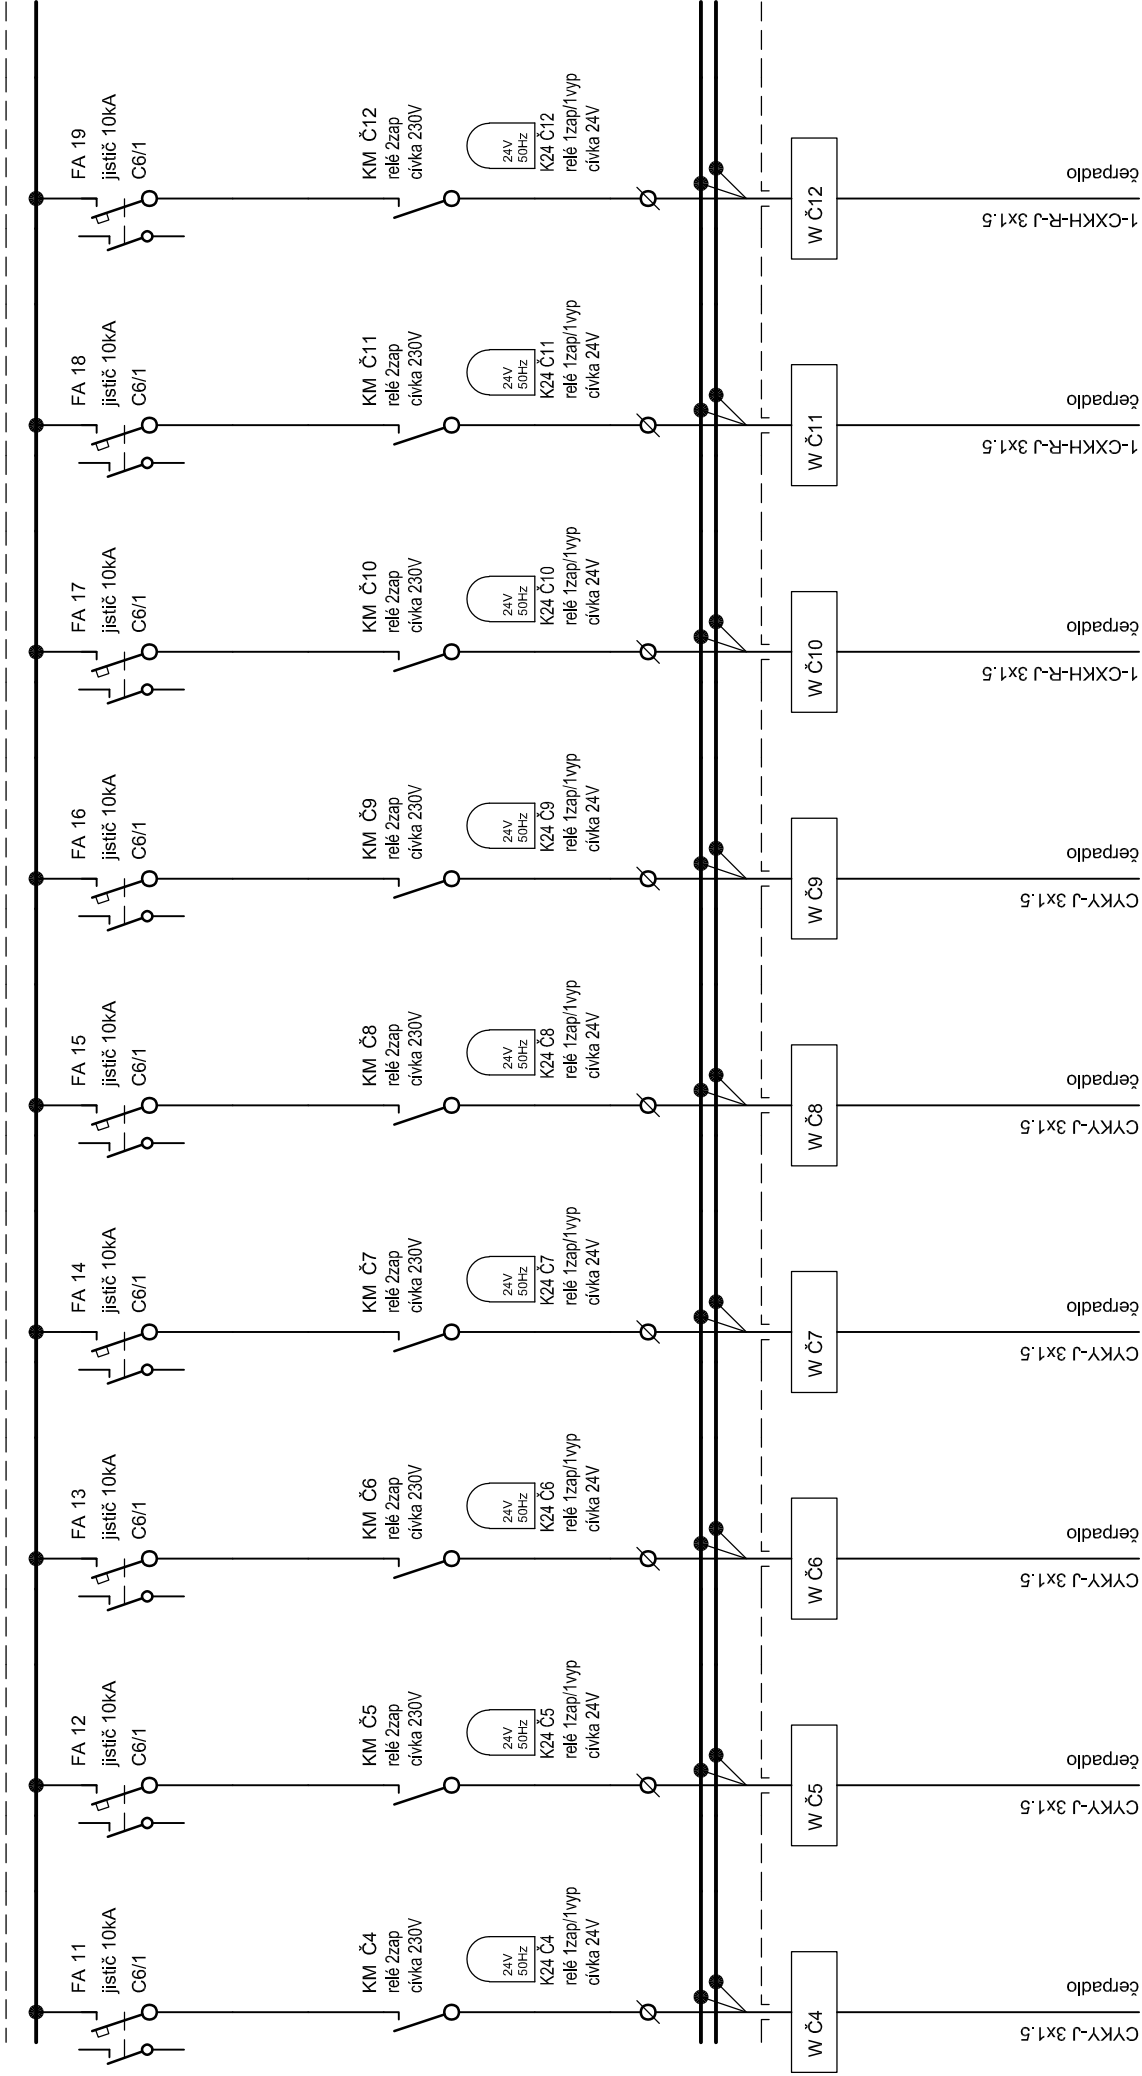 FA 19
jistič 10kA
C6/1
KM Č12
relé 2zap
cívka 230V
24V
50Hz
K24 Č12
relé 1zap/1vyp
cívka 24V
W Č12
čerpadlo
1-CXKH-R-J 3x1.5
FA 18
jistič 10kA
C6/1
KM Č11
relé 2zap
cívka 230V
24V
50Hz
K24 Č11
relé 1zap/1vyp
cívka 24V
W Č11
čerpadlo
1-CXKH-R-J 3x1.5
FA 17
jistič 10kA
C6/1
KM Č10
relé 2zap
cívka 230V
24V
50Hz
K24 Č10
relé 1zap/1vyp
cívka 24V
W Č10
čerpadlo
1-CXKH-R-J 3x1.5
FA 16
jistič 10kA
C6/1
KM Č9
relé 2zap
cívka 230V
24V
50Hz
K24 Č9
relé 1zap/1vyp
cívka 24V
W Č9
čerpadlo
CYKY-J 3x1.5
FA 15
jistič 10kA
C6/1
KM Č8
relé 2zap
cívka 230V
24V
50Hz
K24 Č8
relé 1zap/1vyp
cívka 24V
W Č8
čerpadlo
CYKY-J 3x1.5
FA 14
jistič 10kA
C6/1
KM Č7
relé 2zap
cívka 230V
24V
50Hz
K24 Č7
relé 1zap/1vyp
cívka 24V
W Č7
čerpadlo
CYKY-J 3x1.5
FA 13
jistič 10kA
C6/1
KM Č6
relé 2zap
cívka 230V
24V
50Hz
K24 Č6
relé 1zap/1vyp
cívka 24V
W Č6
čerpadlo
CYKY-J 3x1.5
FA 12
jistič 10kA
C6/1
KM Č5
relé 2zap
cívka 230V
24V
50Hz
K24 Č5
relé 1zap/1vyp
cívka 24V
W Č5
čerpadlo
CYKY-J 3x1.5
FA 11
jistič 10kA
C6/1
KM Č4
relé 2zap
cívka 230V
24V
50Hz
K24 Č4
relé 1zap/1vyp
cívka 24V
W Č4
čerpadlo
CYKY-J 3x1.5